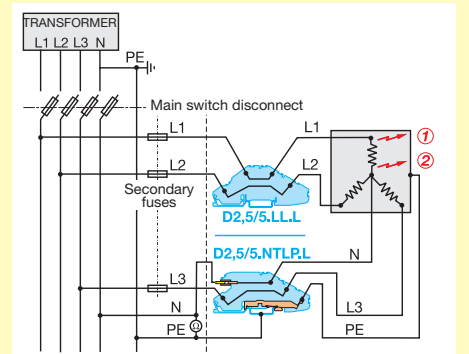 TRANSFORMER
L1 L2 L3 N
PE
Main switch disconnect
L1
L1
①
L2
L2
②
Secondary
fuses
D2,5/5.LL.L
D2,5/5.NTLP.L
N
L3
N
L3
PE
Ω
PE